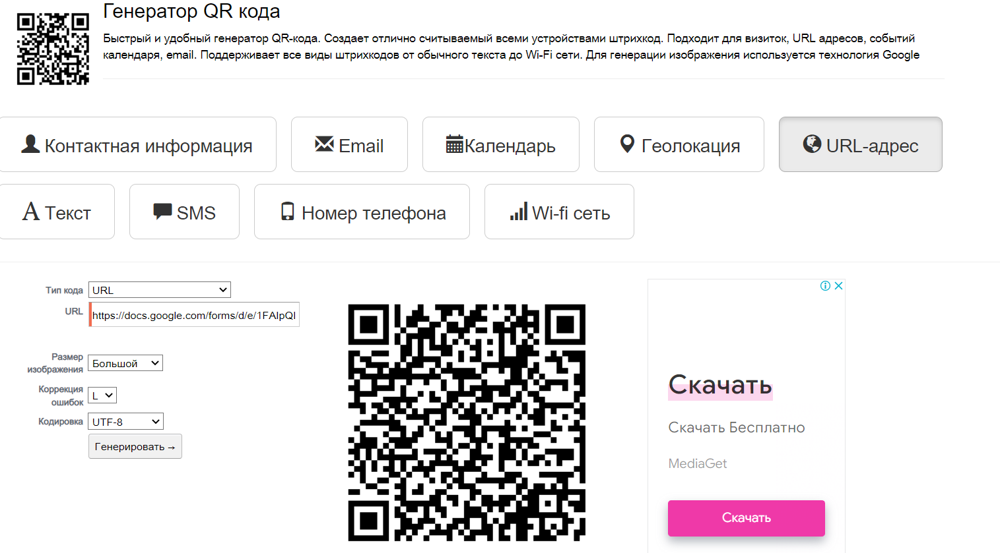 Генератор QR кода
Быстрый и удобный генератор QR-кода. Создает отлично считываемый всеми устройствами штрихкод. Подходит для визиток, URL адресов, событий
календаря, email. Поддерживает все виды штрихкодов от обычного текста до Wi-Fi сети. Для генерации изображения используется технология Google
Контактная информация
Email
Календарь
Геолокация
URL-адрес
Текст
SMS
Номер телефона
Wi-fi сеть
Тип кода
URL
URL
https://docs.google.com/forms/d/e/1FAIpQl
Размер
изображения
Большой
Коррекция
ошибок
L
Кодировка
UTF-8
Генерировать →
Скачать
Скачать Бесплатно
MediaGet
Скачать